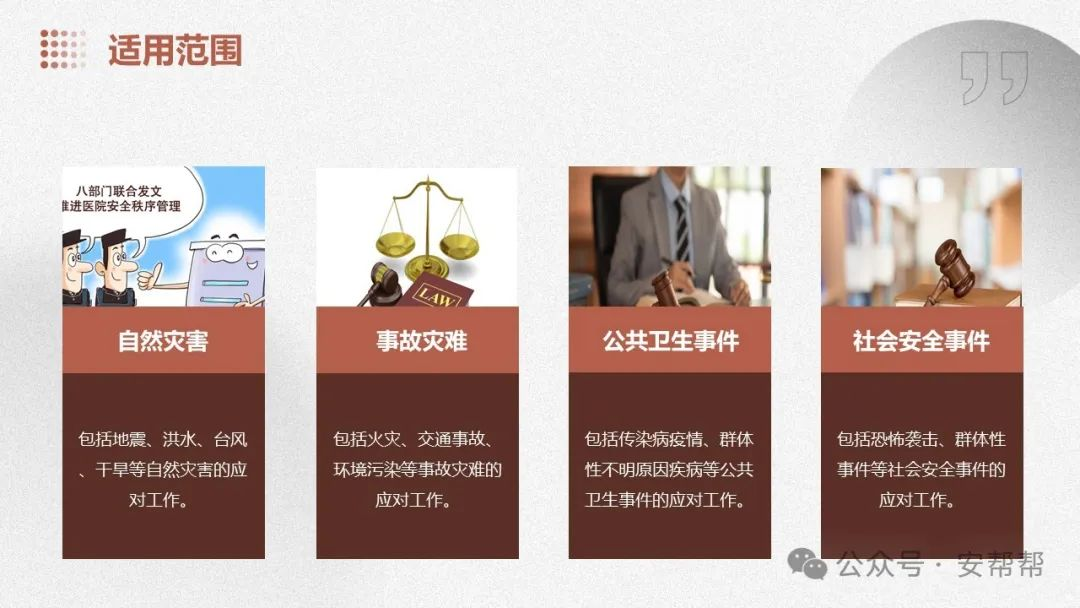 适用范围
八部门联合发文
推进医院安全秩序管理
LAW
自然灾害
事故灾难
公共卫生事件
社会安全事件
包括地震、洪水、台风
、干旱等自然灾害的应
对工作。
包括火灾、交通事故、
环境污染等事故灾难的
应对工作。
包括传染病疫情、群体
性不明原因疾病等公共
卫生事件的应对工作。
包括恐怖袭击、群体性
事件等社会安全事件的
应对工作。
公众号·安帮帮